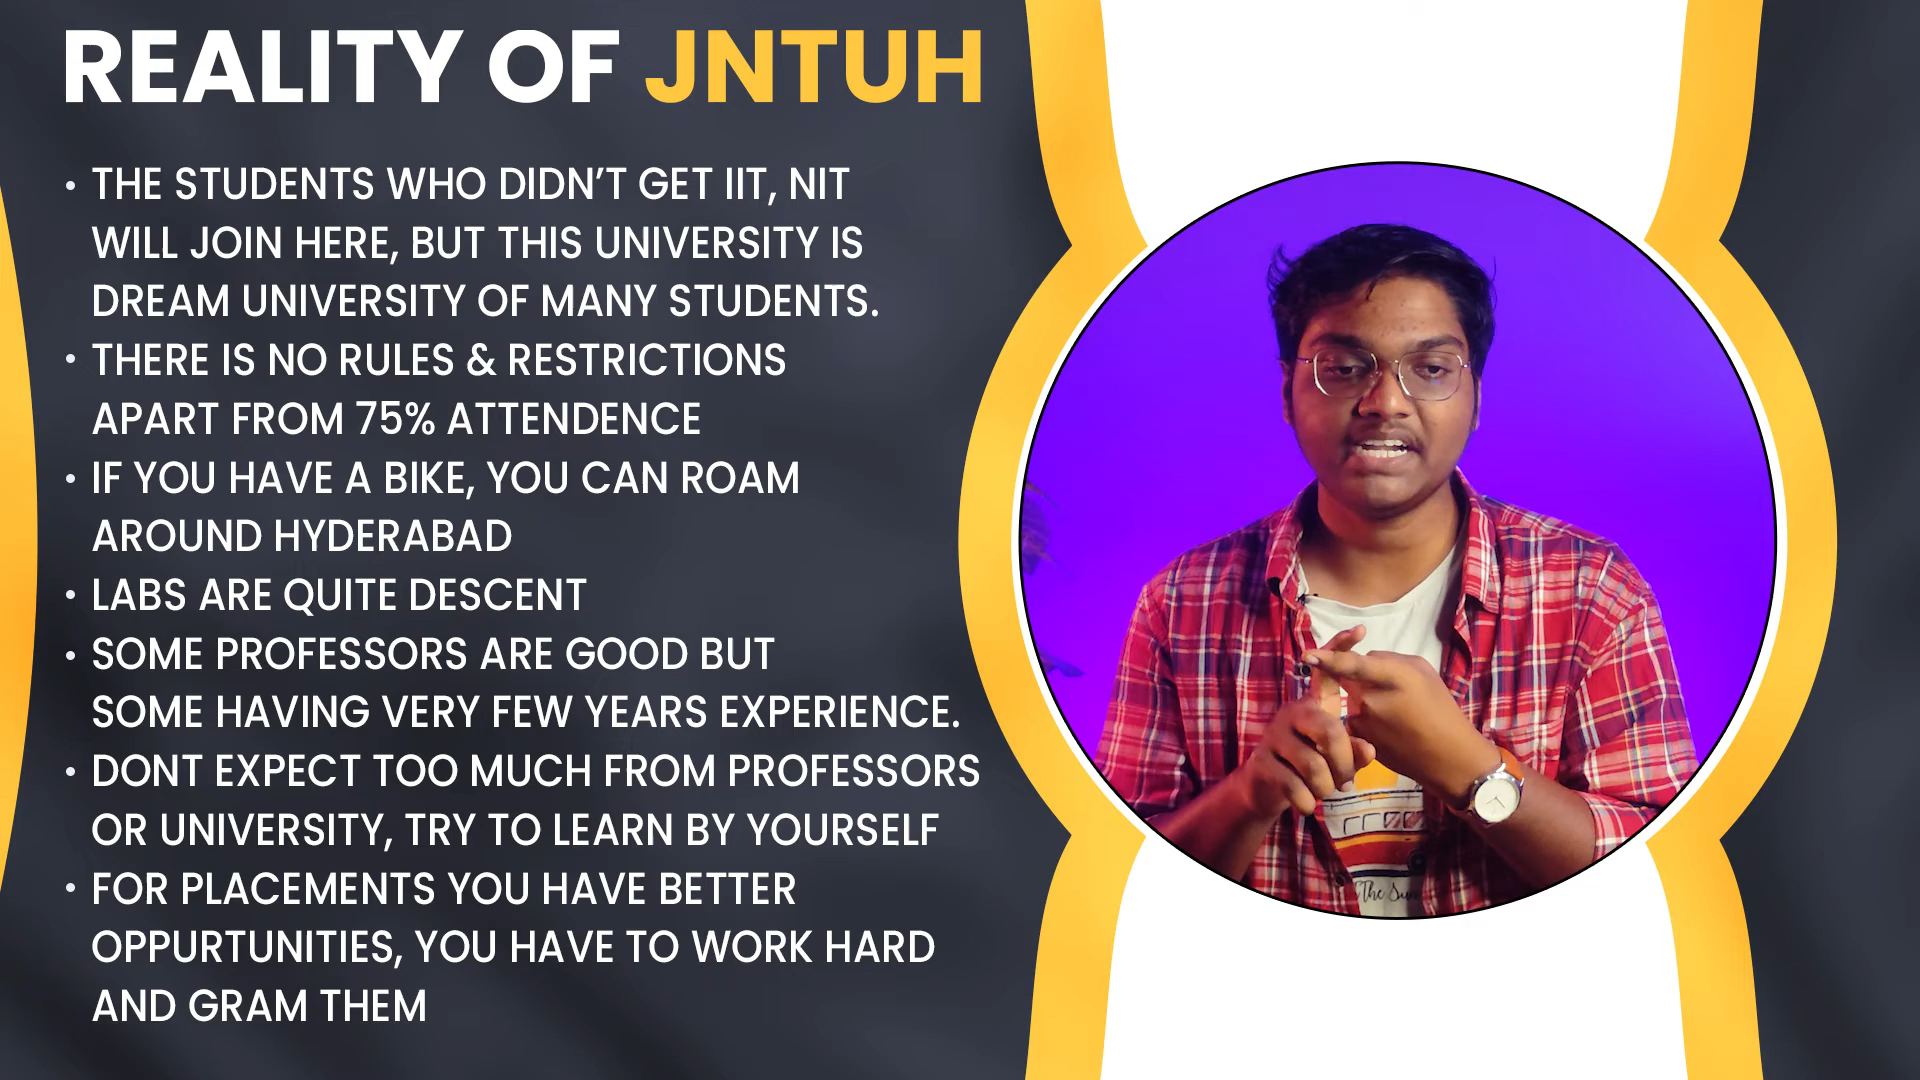 REALITY OF JNTUH
• THE STUDENTS WHO DIDN'T GET IIT, NIT
WILL JOIN HERE, BUT THIS UNIVERSITY IS
DREAM UNIVERSITY OF MANY STUDENTS.
• THERE IS NO RULES & RESTRICTIONS
APART FROM 75% ATTENDENCE
• IF YOU HAVE A BIKE, YOU CAN ROAM
AROUND HYDERABAD
• LABS ARE QUITE DESCENT
• SOME PROFESSORS ARE GOOD BUT
SOME HAVING VERY FEW YEARS EXPERIENCE.
• DONT EXPECT TOO MUCH FROM PROFESSORS
OR UNIVERSITY, TRY TO LEARN BY YOURSELF
• FOR PLACEMENTS YOU HAVE BETTER
OPPURTUNITIES, YOU HAVE TO WORK HARD
AND GRAM THEM
The